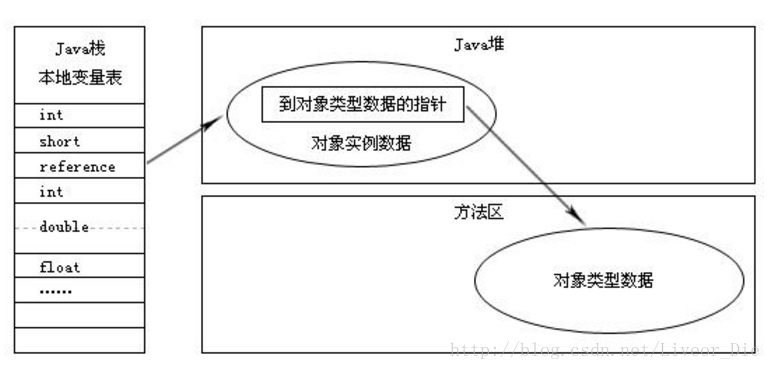 Java栈
本地变量表
int
short
reference
int
double
float
……
Java堆
到对象类型数据的指针
对象实例数据
方法区
对象类型数据
http://blog.csdn.net/Liveor_Die